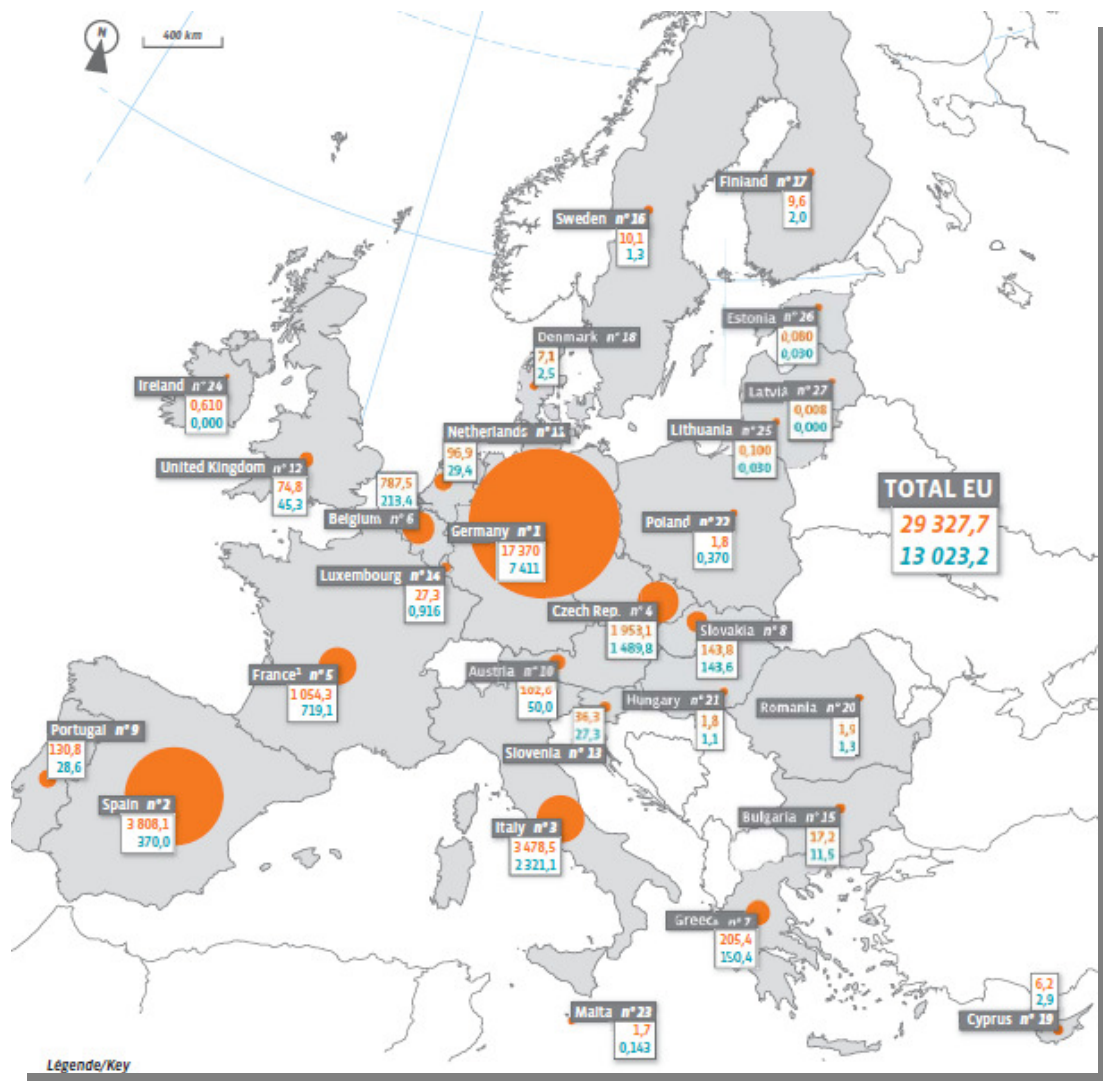 N
400 km
Finland n° 17
9,6
2,0
Sweden n° 16
10,1
1,3
Estonia n° 26
0,080
0,030
Denmark n° 18
7,1
2,5
Ireland n° 24
0,610
0,000
Latvia n° 27
0,008
0,000
Lithuania n° 25
0,100
0,030
Netherlands n° 11
96,9
29,4
United Kingdom n° 12
74,8
45,3
787,5
213,4
Belgium n° 6
TOTAL EU
29 327,7
13 023,2
Germany n° 1
17 370
7 411
Poland n° 22
1,8
0,370
Luxembourg n° 14
27,3
0,916
Czech Rep. n° 4
1 953,1
1 489,8
Slovakia n° 8
143,8
143,6
France¹ n° 5
1 054,3
719,1
Austria n° 10
102,6
50,0
Hungary n° 21
1,8
1,1
Romania n° 20
1,9
1,3
36,3
27,3
Slovenia n° 13
Portugal n° 9
130,8
28,6
Spain n° 2
3 808,1
370,0
Italy n° 3
3 478,5
2 321,1
Bulgaria n° 15
17,2
11,5
Greece n° 7
205,4
150,4
6,2
2,9
Cyprus n° 19
Malta n° 23
1,7
0,143
Légende/Key